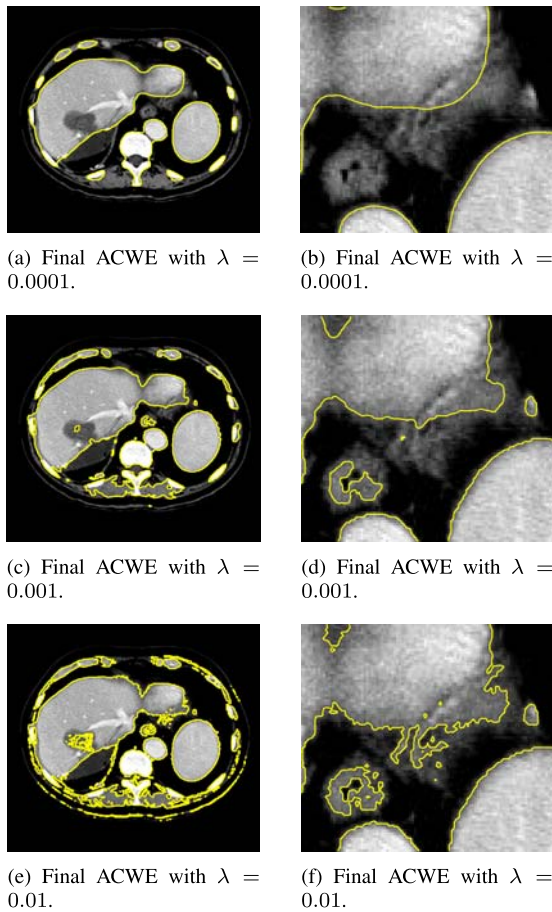 (a) Final ACWE with λ =
0.0001.
(b) Final ACWE with λ =
0.0001.
(c) Final ACWE with λ =
0.001.
(d) Final ACWE with λ =
0.001.
(e) Final ACWE with λ =
0.01.
(f) Final ACWE with λ =
0.01.